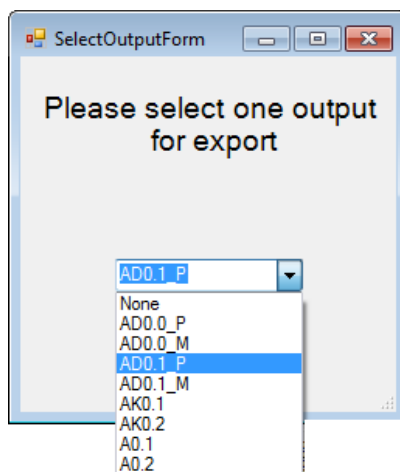 SelectOutputForm
Please select one output
for export
AD0.1_P
None
AD0.0_P
AD0.0_M
AD0.1_P
AD0.1_M
AK0.1
AK0.2
A0.1
A0.2